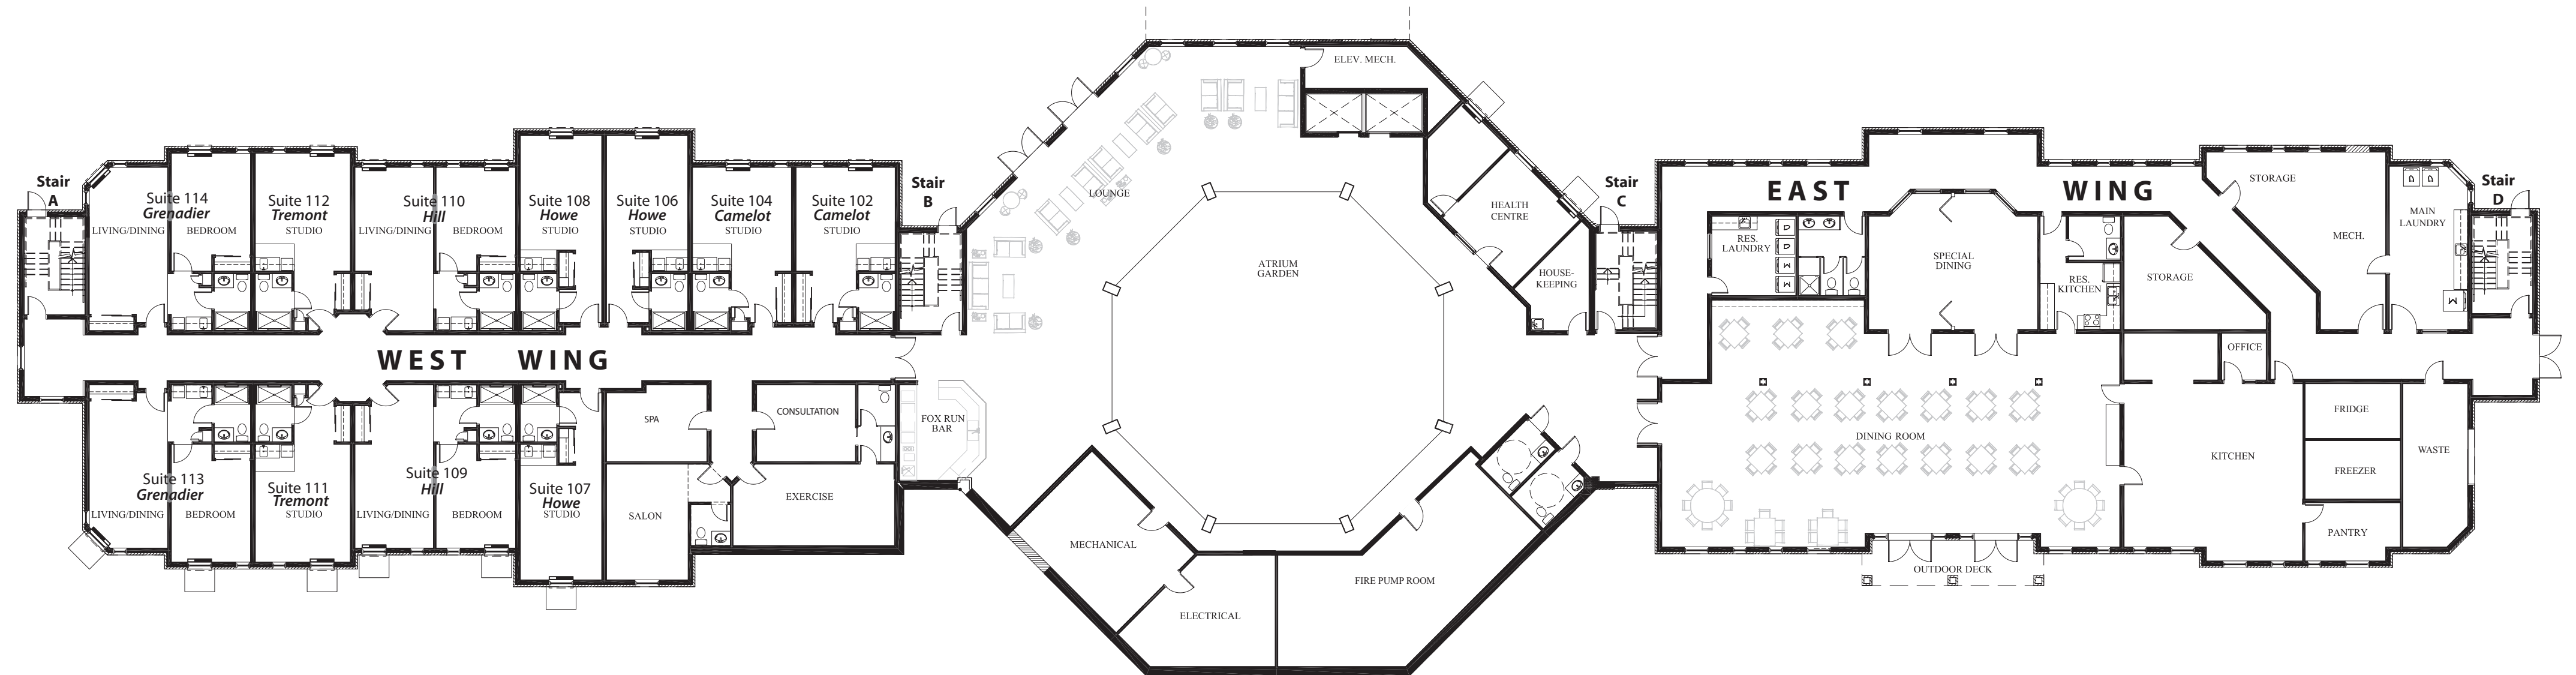 ELEV. MECH.
Stair
A
Suite 114
Grenadier
LIVING/DINING
BEDROOM
Suite 112
Tremont
STUDIO
Suite 110
Hill
LIVING/DINING
BEDROOM
Suite 108
Howe
STUDIO
Suite 106
Howe
STUDIO
Suite 104
Camelot
STUDIO
Suite 102
Camelot
STUDIO
Stair
B
LOUNGE
ATRIUM
GARDEN
HEALTH
CENTRE
HOUSE-
KEEPING
Stair
C
EAST WING
RES.
LAUNDRY
SPECIAL
DINING
RES.
KITCHEN
STORAGE
STORAGE
MECH.
MAIN
LAUNDRY
Stair
D
WEST WING
OFFICE
Suite 113
Grenadier
LIVING/DINING
BEDROOM
Suite 111
Tremont
STUDIO
Suite 109
Hill
LIVING/DINING
BEDROOM
Suite 107
Howe
STUDIO
SPA
CONSULTATION
SALON
EXERCISE
FOX RUN
BAR
MECHANICAL
ELECTRICAL
FIRE PUMP ROOM
DINING ROOM
OUTDOOR DECK
KITCHEN
FRIDGE
FREEZER
PANTRY
WASTE